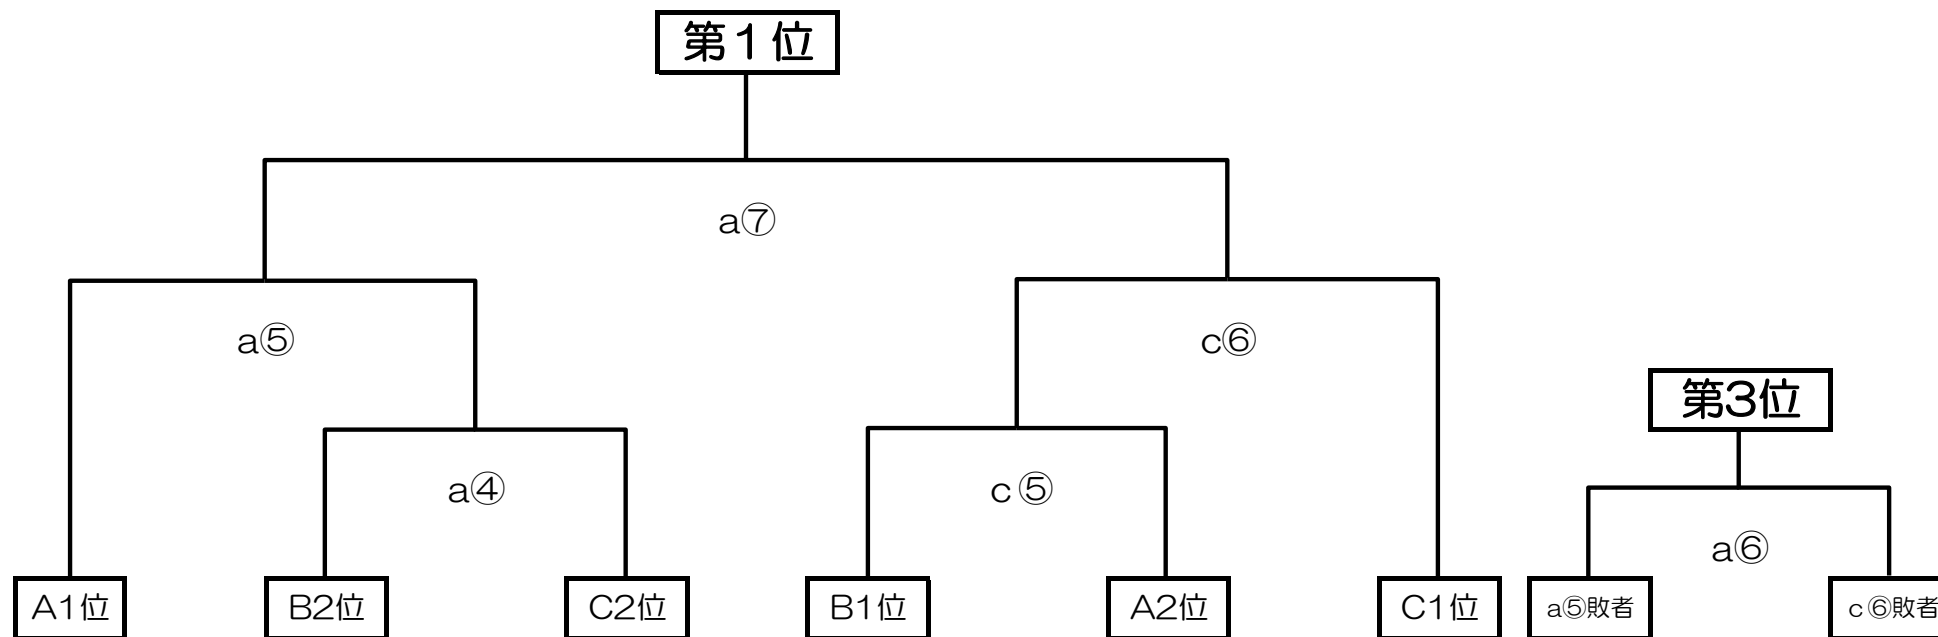 第１位
a⑦
a⑤
c⑥
第3位
a④
c⑤
a⑥
A1位
B2位
C2位
B1位
A2位
C1位
a⑤敗者
c⑥敗者